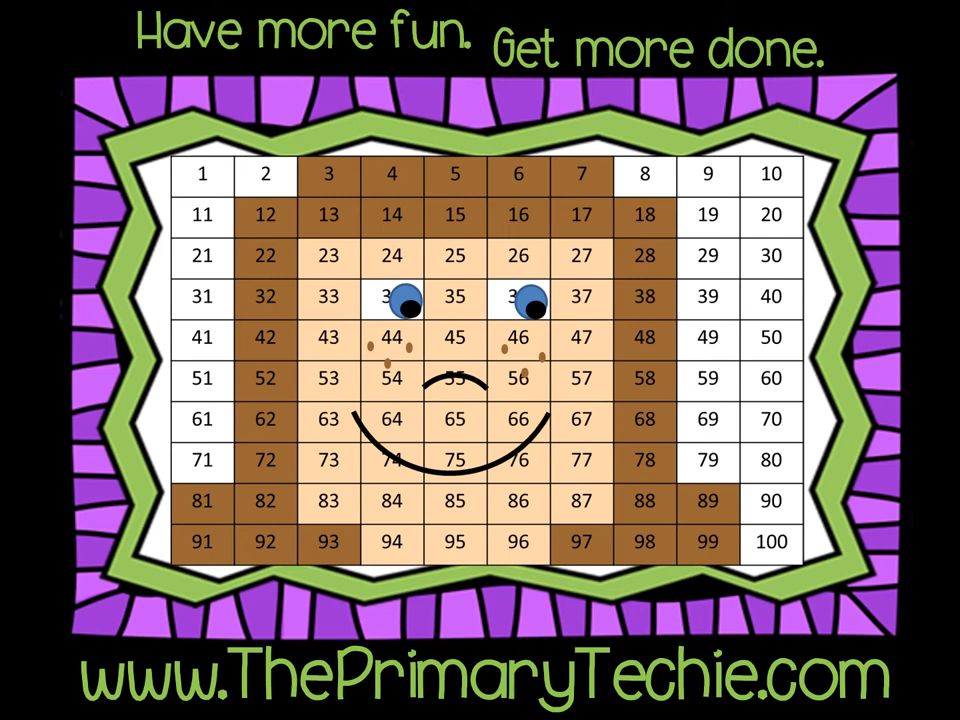 Have more fun. Get more done.
1 2 3 4 5 6 7 8 9 10
11 12 13 14 15 16 17 18 19 20
21 22 23 24 25 26 27 28 29 30
31 32 33 35 37 38 39 40
41 42 43 44 45 46 47 48 49 50
51 52 53 54 55 56 57 58 59 60
61 62 63 64 65 66 67 68 69 70
71 72 73 74 75 76 77 78 79 80
81 82 83 84 85 86 87 88 89 90
91 92 93 94 95 96 97 98 99 100
www.ThePrimaryTechie.com